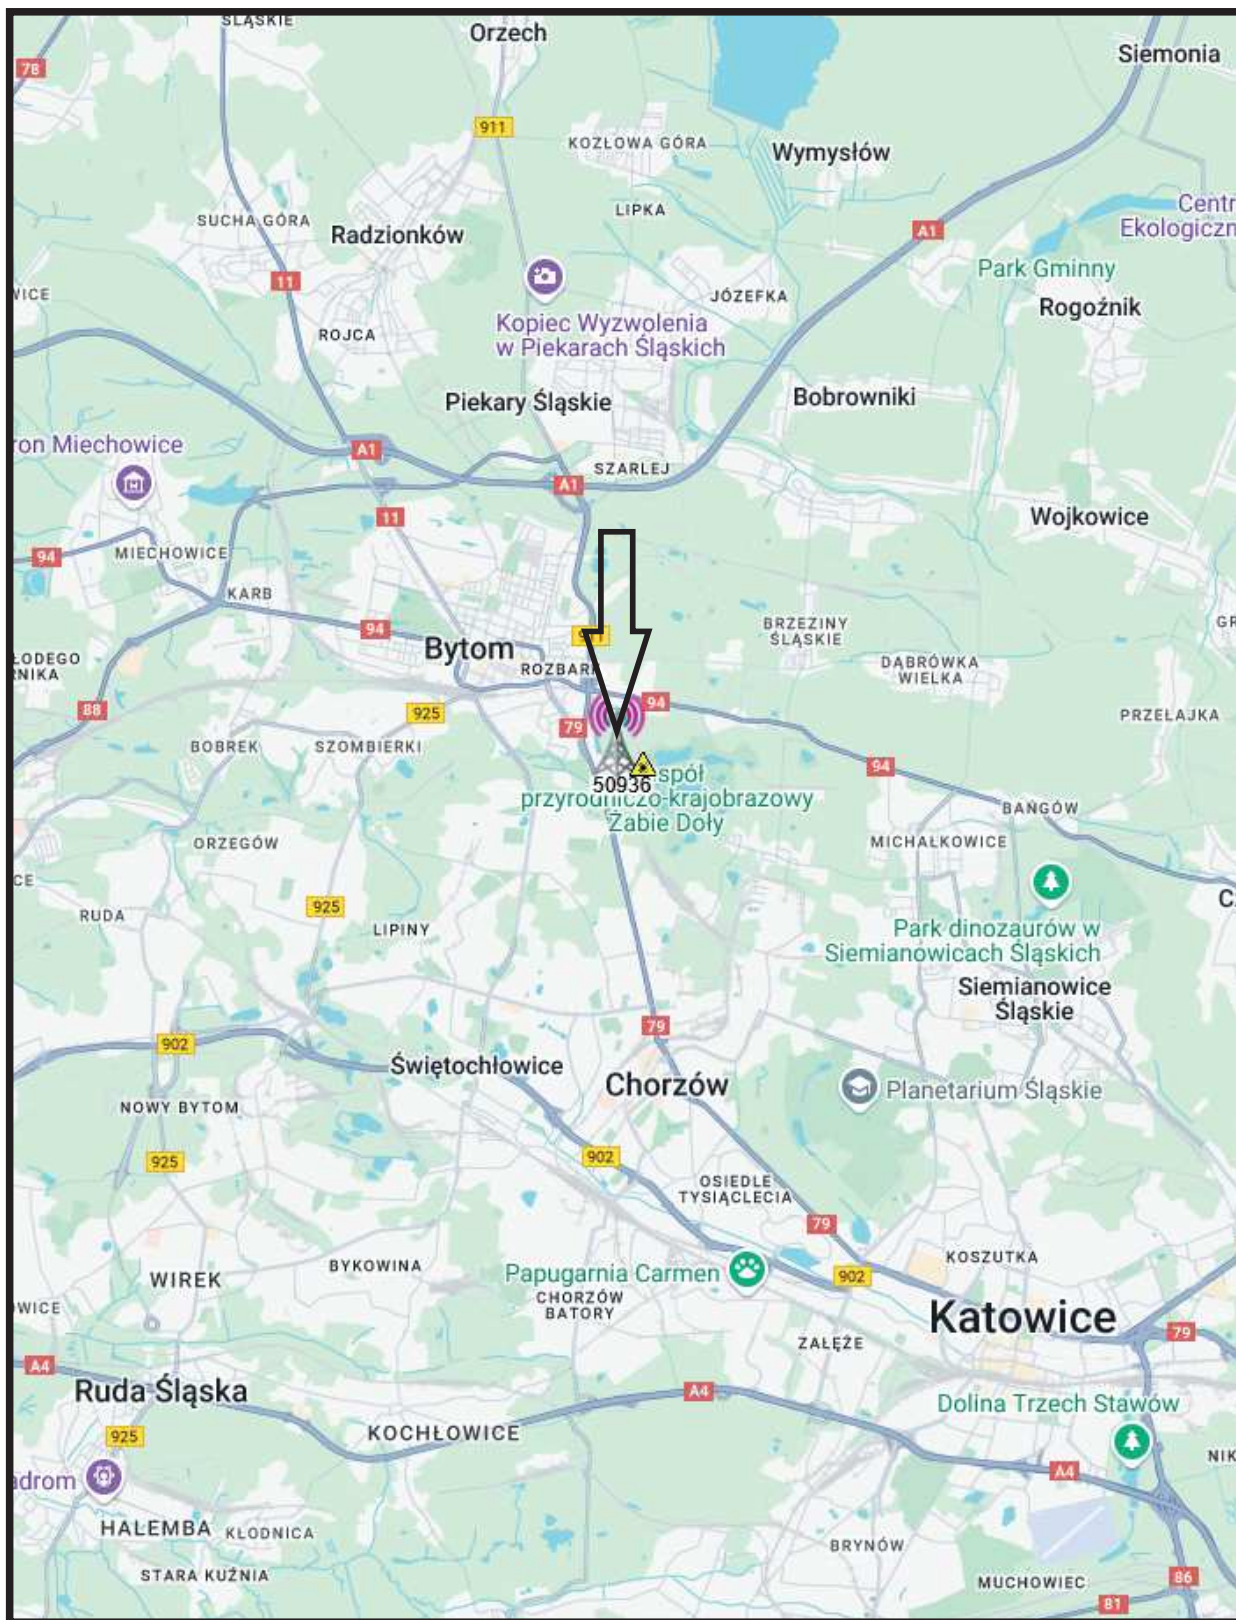 ŚLĄSKIE
Orzech
Siemonia
78
911
KOZŁOWA GÓRA
Wymysłów
LIPKA
SUCHA GÓRA
Radzionków
A1
Centr
Ekologiczn
Park Gminny
11
WICE
JÓZEFKA
Rogoźnik
ROJCA
Kopiec Wyzwolenia
w Piekarach Śląskich
Piekary Śląskie
Bobrowniki
ron Miechowice
A1
SZARLEJ
A1
11
Wojkowice
94
MIECHOWICE
KARB
94
BRZEZINY
ŚLĄSKIE
GR
Bytom
ŁODEGO
RNIKA
ROZBARK
DĄBRÓWKA
WIELKA
88
925
94
79
PRZEŁAJKA
BOBREK
SZOMBIERKI
94
50936
spół
przyrodniczo-krajobrazowy
Żabie Doły
BAŃGÓW
ORZEGÓW
MICHAŁKOWICE
CE
925
RUDA
LIPINY
Park dinozaurów w
Siemianowicach Śląskich
Siemianowice
Śląskie
79
902
Świętochłowice
Chorzów
Planetarium Śląskie
NOWY BYTOM
925
902
OSIEDLE
TYSIĄCLECIA
79
KOSZUTKA
BYKOWINA
Papugarnia Carmen
902
WIREK
CHORZÓW
BATORY
WICE
Katowice
79
ZAŁĘŻE
A4
Ruda Śląska
A4
Dolina Trzech Stawów
925
KOCHŁOWICE
NIK
A4
adrom
HALEMBA
KŁODNICA
BRYNÓW
STARA KUŹNIA
MUCHOWIEC
86
81